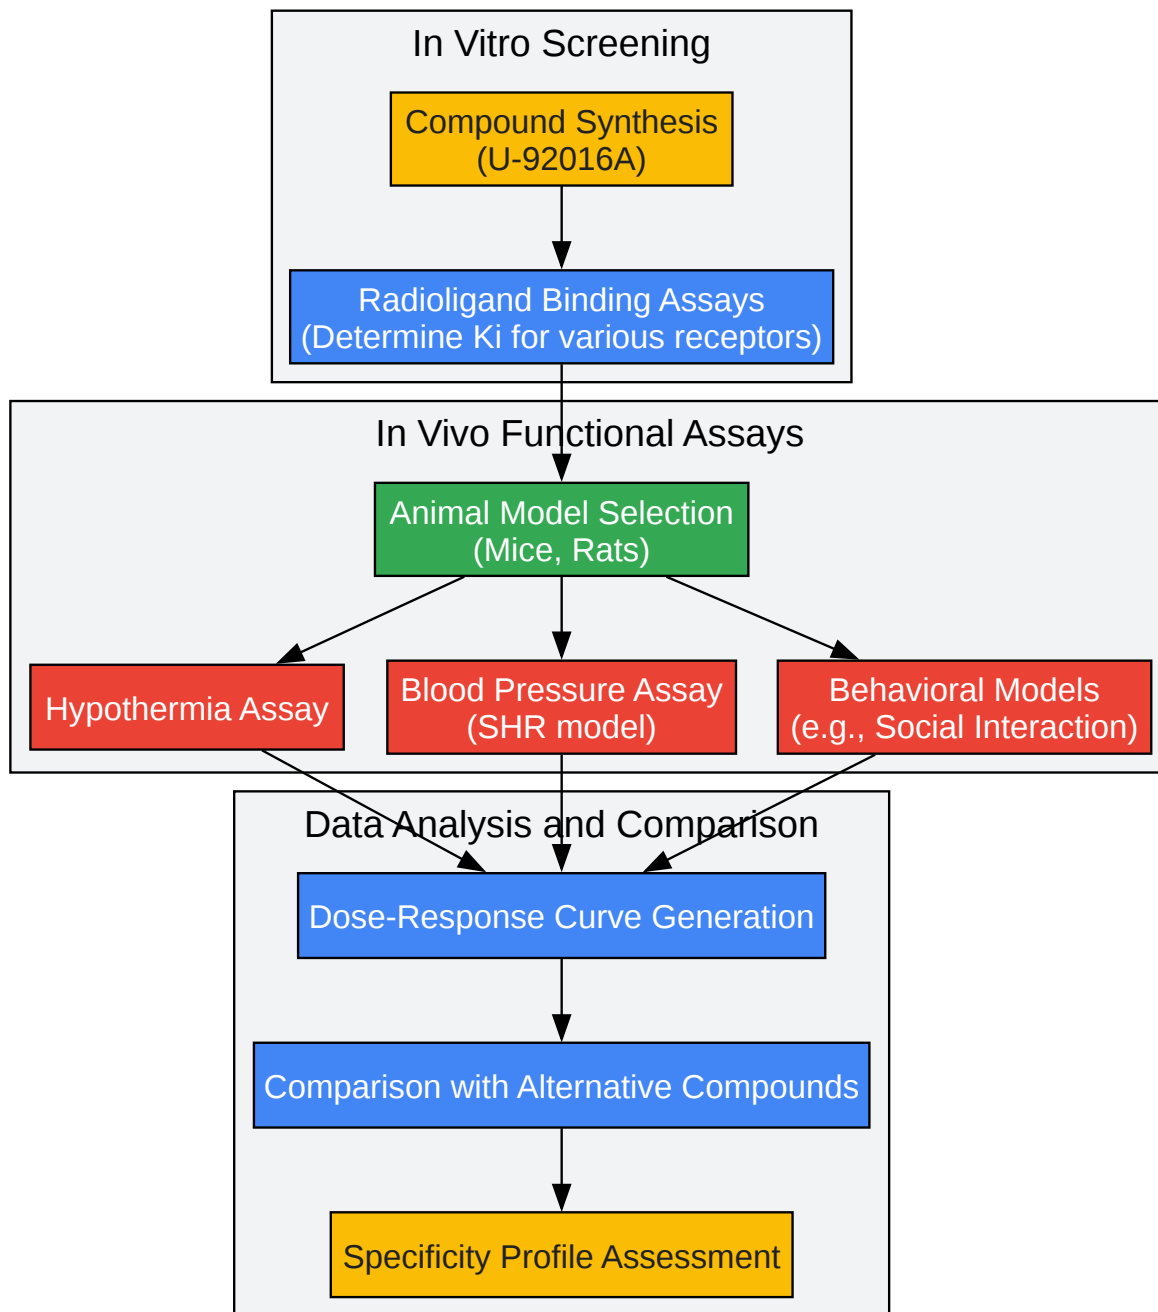 In Vitro Screening
Compound Synthesis
(U-92016A)
Radioligand Binding Assays
(Determine Ki for various receptors)
In Vivo Functional Assays
Animal Model Selection
(Mice, Rats)
Hypothermia Assay
Blood Pressure Assay
(SHR model)
Behavioral Models
(e.g., Social Interaction)
Data Analysis and Comparison
Dose-Response Curve Generation
Comparison with Alternative Compounds
Specificity Profile Assessment